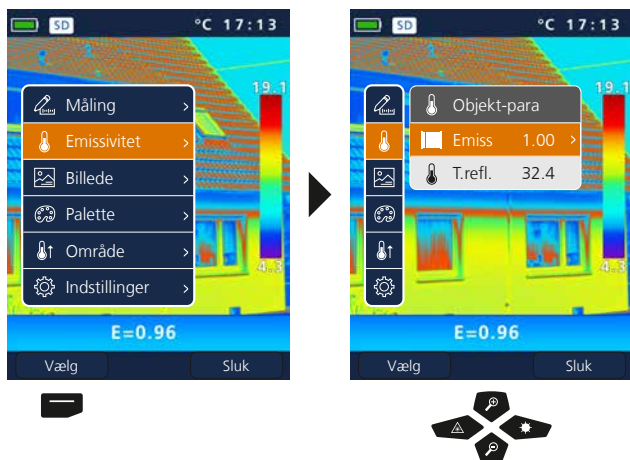 SD °C 17:13
19.1
Måling
Emissivitet
Billede
Palette
Område
Indstillinger
4.3
E=0.96
Vælg Sluk
SD °C 17:13
19.1
Objekt-para
Emiss 1.00
T.refl. 32.4
4.3
E=0.96
Vælg Sluk